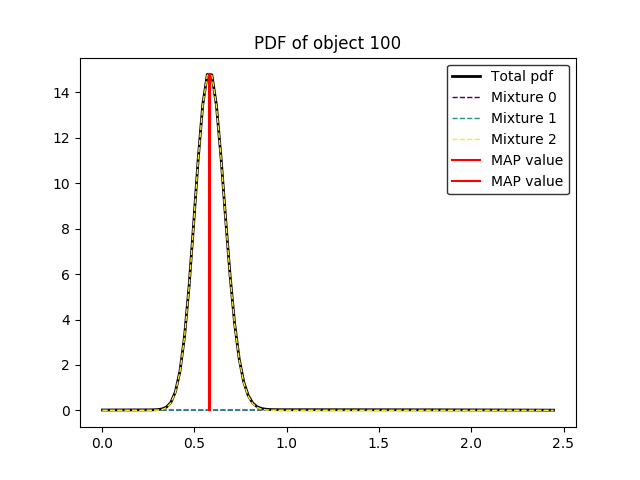 PDF of object 100
Total pdf
Mixture 0
Mixture 1
Mixture 2
MAP value
MAP value
14
12
10
8
6
4
2
0
0.0 0.5 1.0 1.5 2.0 2.5